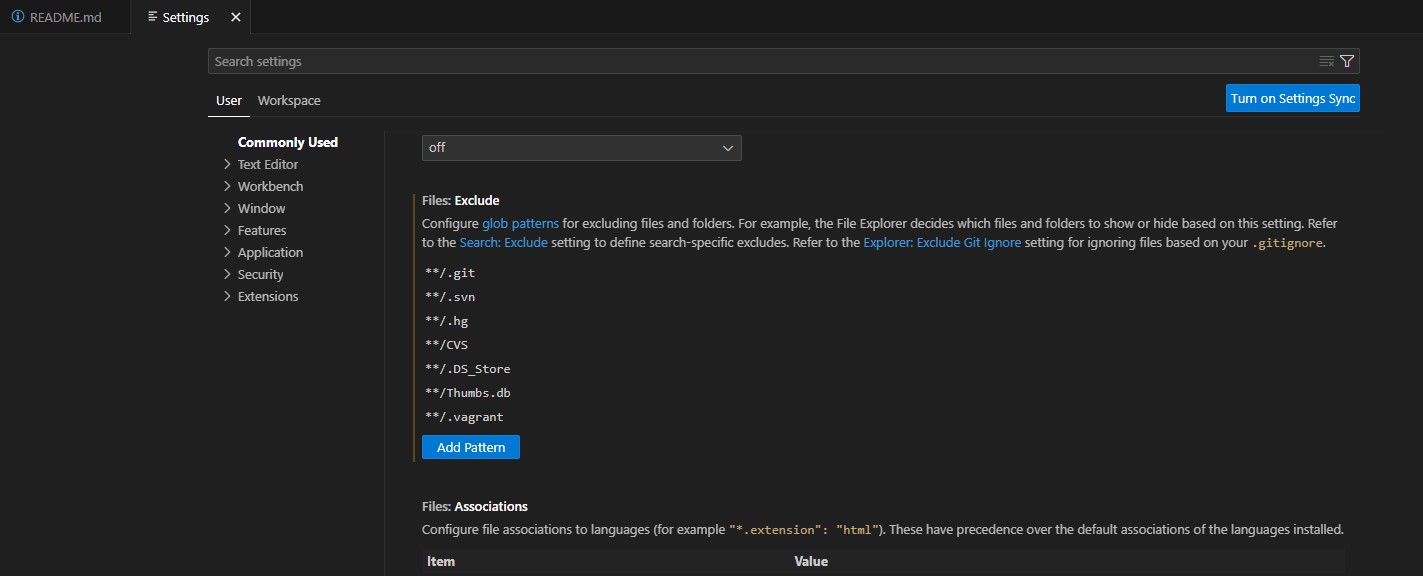 README.md
Settings
Search settings
User Workspace
Turn on Settings Sync
Commonly Used
Text Editor
Workbench
Window
Features
Application
Security
Extensions
off
Files: Exclude
Configure glob patterns for excluding files and folders. For example, the File Explorer decides which files and folders to show or hide based on this setting. Refer
to the Search: Exclude setting to define search-specific excludes. Refer to the Explorer: Exclude Git Ignore setting for ignoring files based on your .gitignore.
**/.git
**/.svn
**/.hg
**/CVS
**/.DS_Store
**/Thumbs.db
**/.vagrant
Add Pattern
Files: Associations
Configure file associations to languages (for example "*.extension": "html"). These have precedence over the default associations of the languages installed.
Item Value